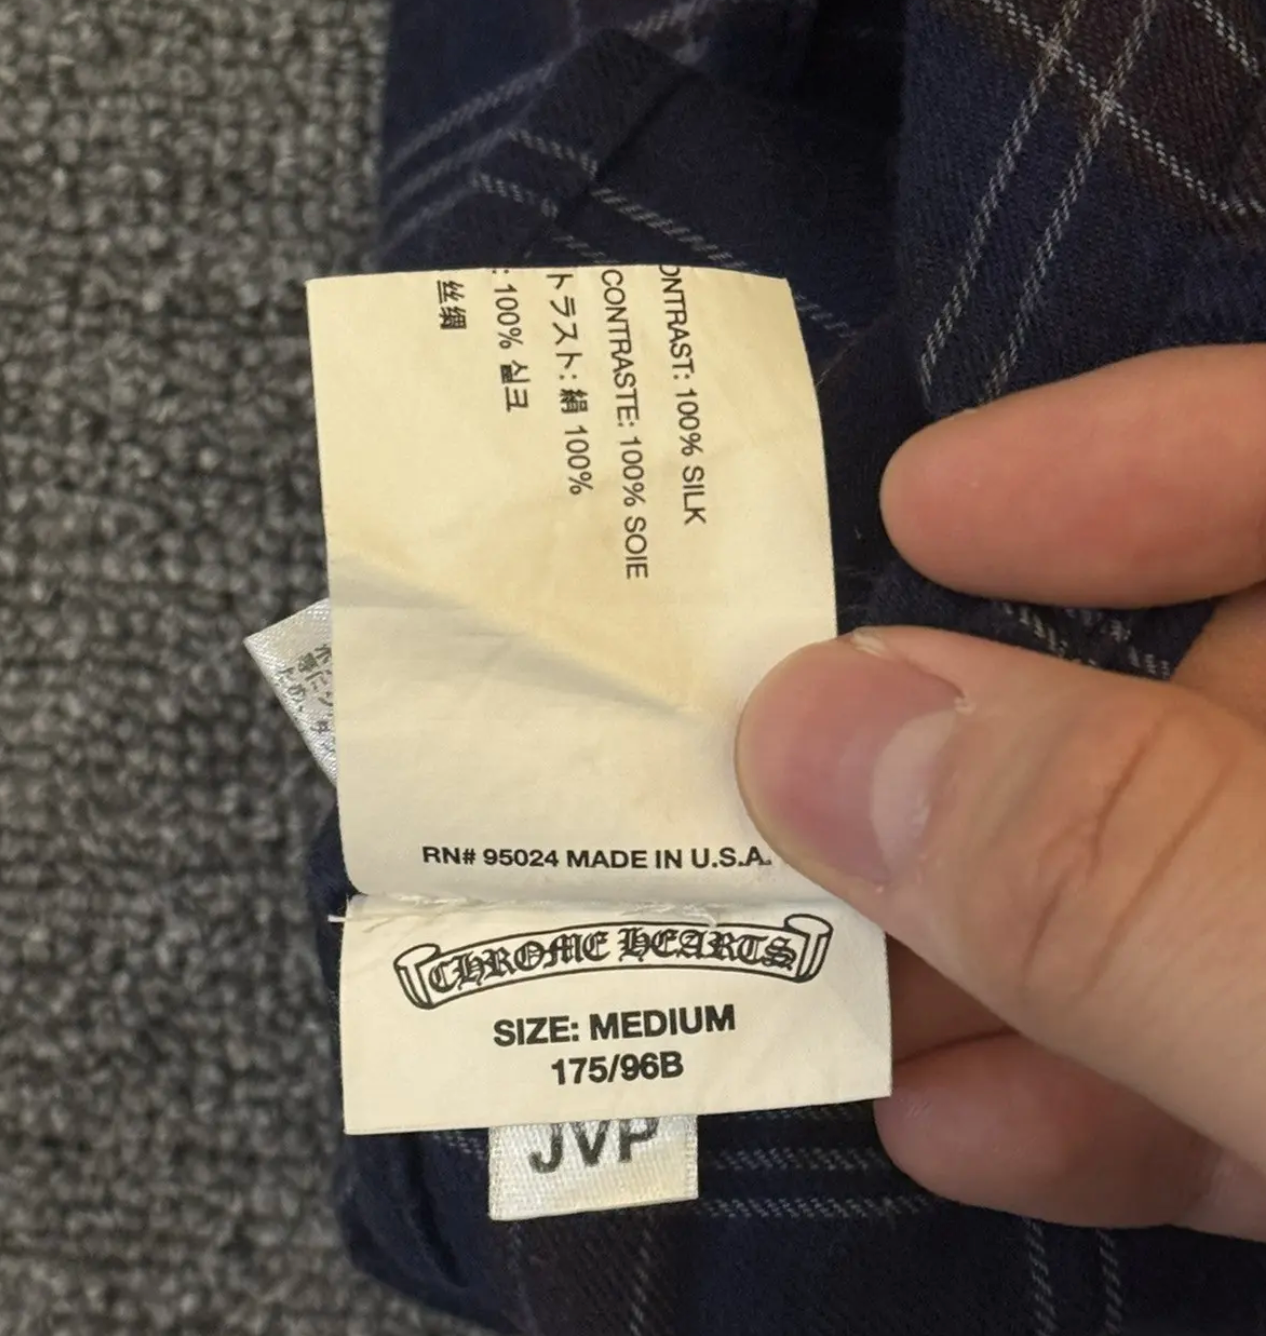 ONTRAST: 100% SILK
CONTRASTE: 100% SOIE
トラスト: 絹 100%
: 100% 실크
丝绸
RN# 95024 MADE IN U.S.A.
CHROME HEARTS
SIZE: MEDIUM
175/96B
JVP